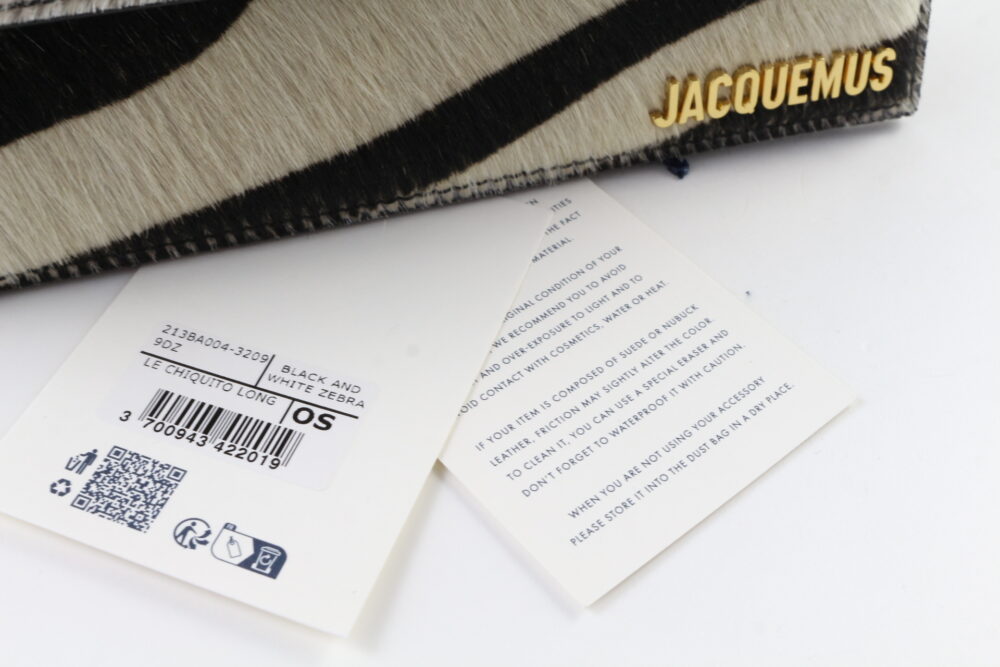 JACQUEMUS
213BA004-3209
9DZ
BLACK AND
WHITE ZEBRA
LE CHIQUITO LONG
OS
3 700943 422019
THE FACT
MATERIAL.
CONDITION OF YOUR
WE RECOMMEND YOU TO AVOID
AND OVER-EXPOSURE TO LIGHT AND TO
CONTACT WITH COSMETICS, WATER OR HEAT.
IF YOUR ITEM IS COMPOSED OF SUEDE OR NUBUCK
LEATHER, FRICTION MAY SLIGHTLY ALTER THE COLOR.
TO CLEAN IT, YOU CAN USE A SPECIAL ERASER AND
DON'T FORGET TO WATERPROOF IT WITH CAUTION.
WHEN YOU ARE NOT USING YOUR ACCESSORY
PLEASE STORE IT INTO THE DUST BAG IN A DRY PLACE.